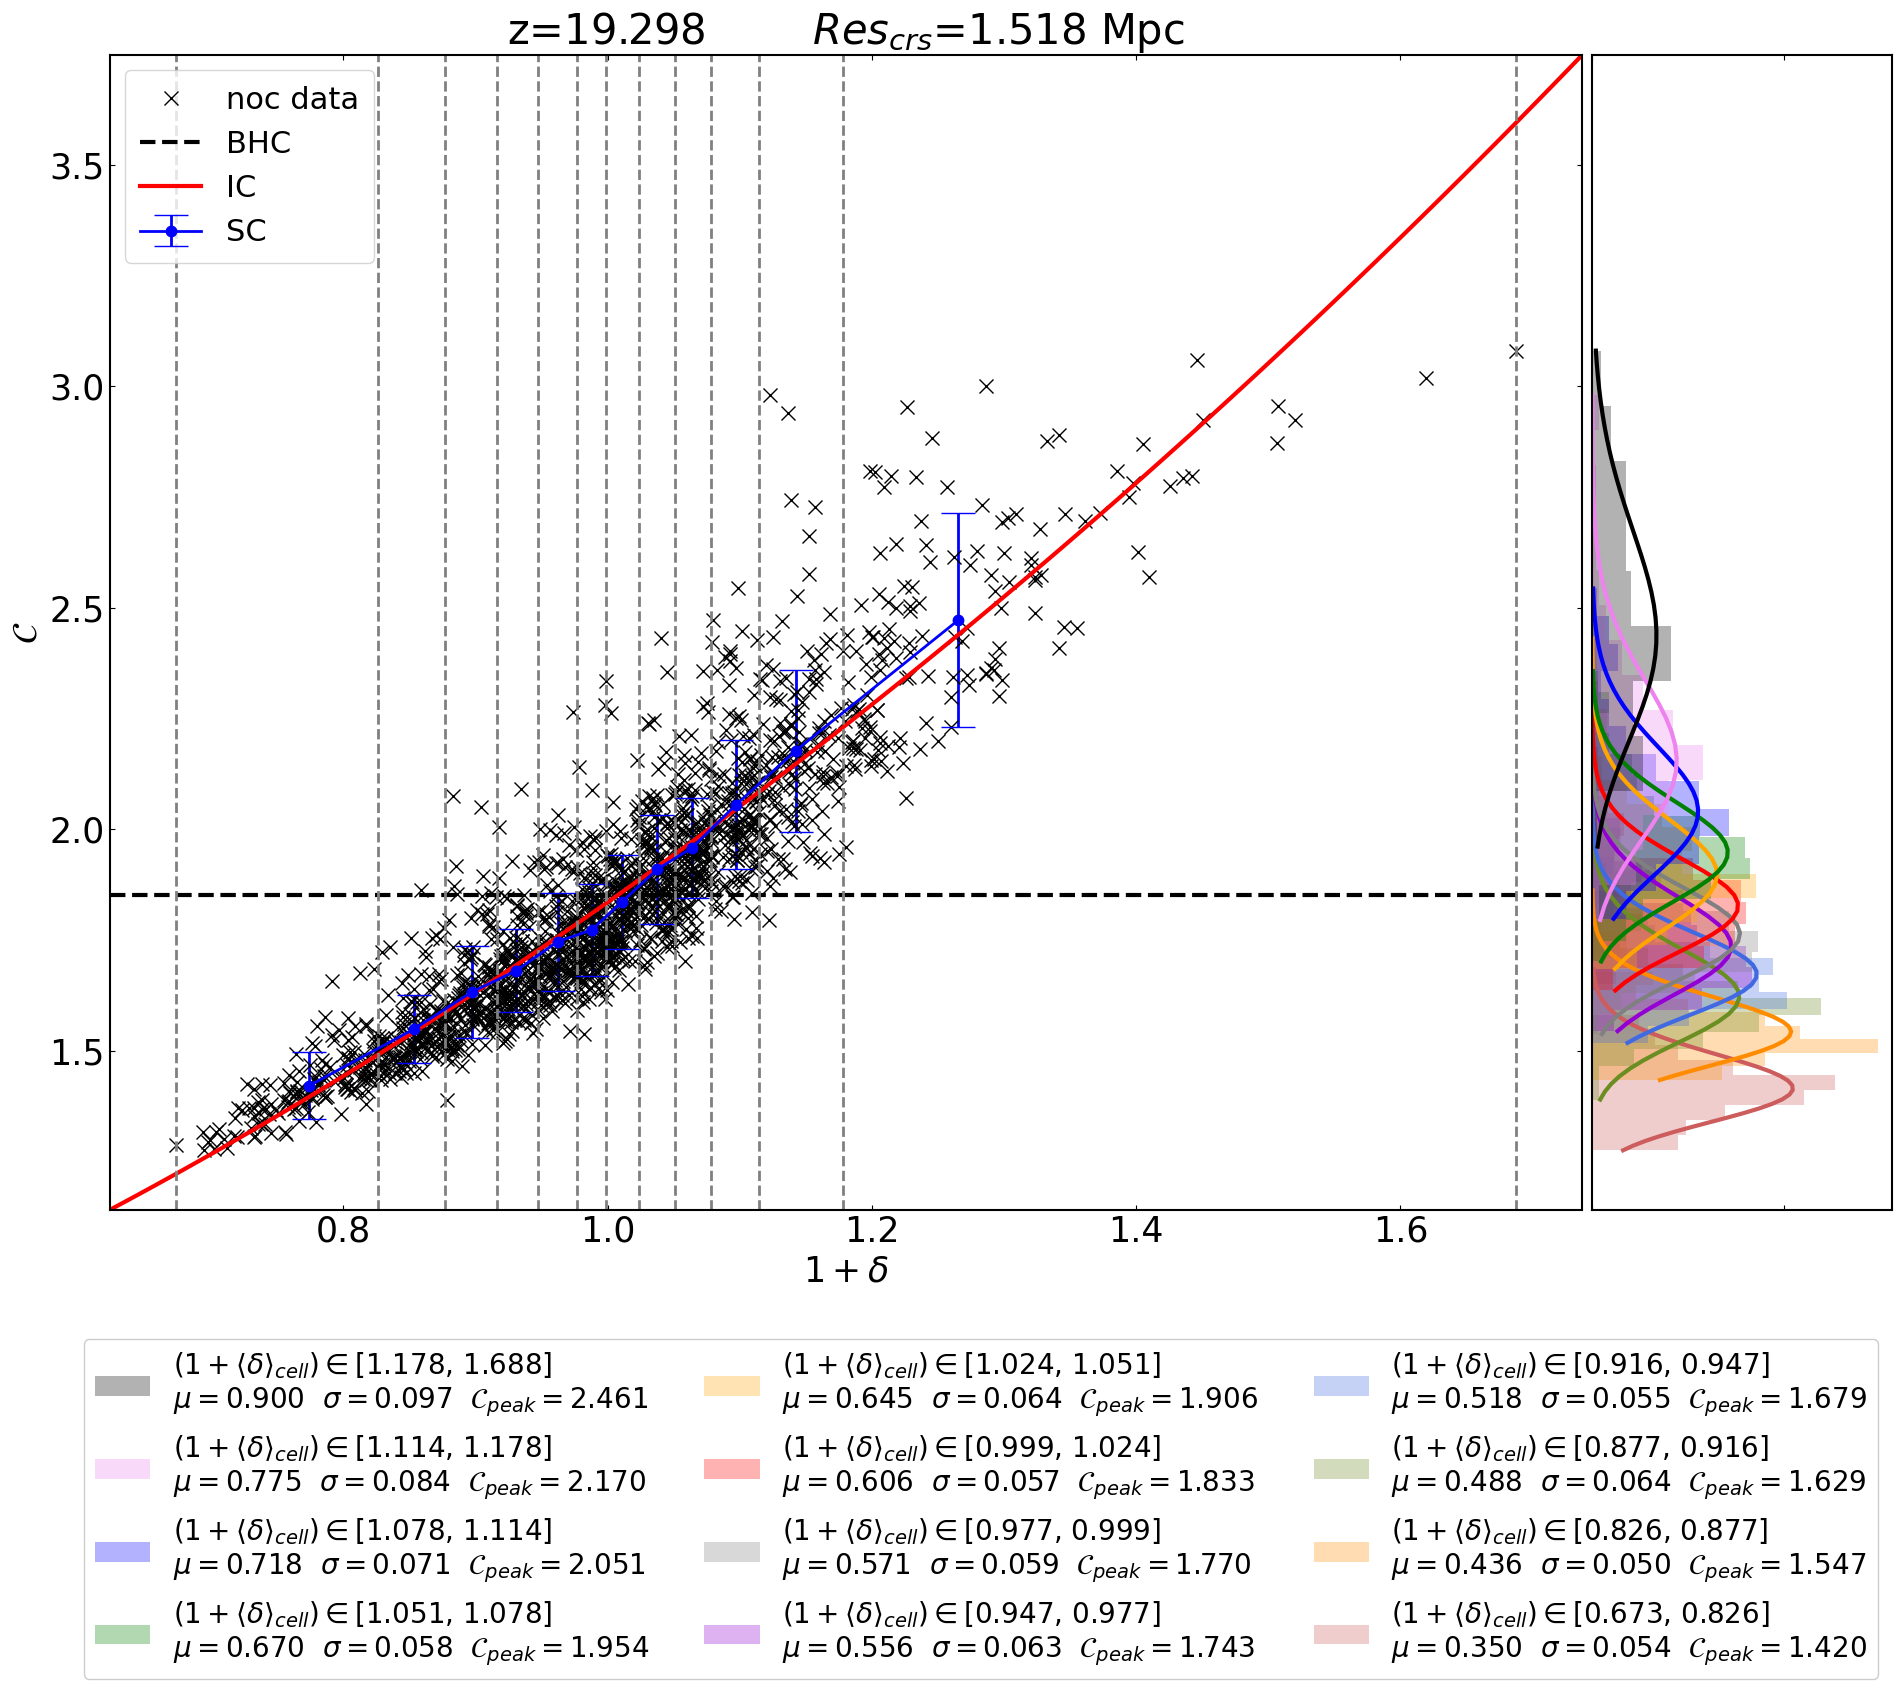 z=19.298 Res_crs=1.518 Mpc
noc data
BHC
IC
SC
3.5
3.0
2.5
2.0
1.5
𝒞
0.8 1.0 1.2 1.4 1.6
1 + δ
(1 + ⟨δ⟩_cell) ∈ [1.178, 1.688]
μ = 0.900 σ = 0.097 𝒞_peak = 2.461
(1 + ⟨δ⟩_cell) ∈ [1.114, 1.178]
μ = 0.775 σ = 0.084 𝒞_peak = 2.170
(1 + ⟨δ⟩_cell) ∈ [1.078, 1.114]
μ = 0.718 σ = 0.071 𝒞_peak = 2.051
(1 + ⟨δ⟩_cell) ∈ [1.051, 1.078]
μ = 0.670 σ = 0.058 𝒞_peak = 1.954
(1 + ⟨δ⟩_cell) ∈ [1.024, 1.051]
μ = 0.645 σ = 0.064 𝒞_peak = 1.906
(1 + ⟨δ⟩_cell) ∈ [0.999, 1.024]
μ = 0.606 σ = 0.057 𝒞_peak = 1.833
(1 + ⟨δ⟩_cell) ∈ [0.977, 0.999]
μ = 0.571 σ = 0.059 𝒞_peak = 1.770
(1 + ⟨δ⟩_cell) ∈ [0.947, 0.977]
μ = 0.556 σ = 0.063 𝒞_peak = 1.743
(1 + ⟨δ⟩_cell) ∈ [0.916, 0.947]
μ = 0.518 σ = 0.055 𝒞_peak = 1.679
(1 + ⟨δ⟩_cell) ∈ [0.877, 0.916]
μ = 0.488 σ = 0.064 𝒞_peak = 1.629
(1 + ⟨δ⟩_cell) ∈ [0.826, 0.877]
μ = 0.436 σ = 0.050 𝒞_peak = 1.547
(1 + ⟨δ⟩_cell) ∈ [0.673, 0.826]
μ = 0.350 σ = 0.054 𝒞_peak = 1.420